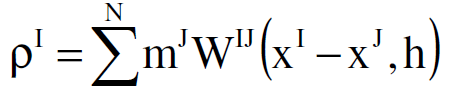 ρ^I = ∑^N m^J W^{IJ}(x^I − x^J, h)